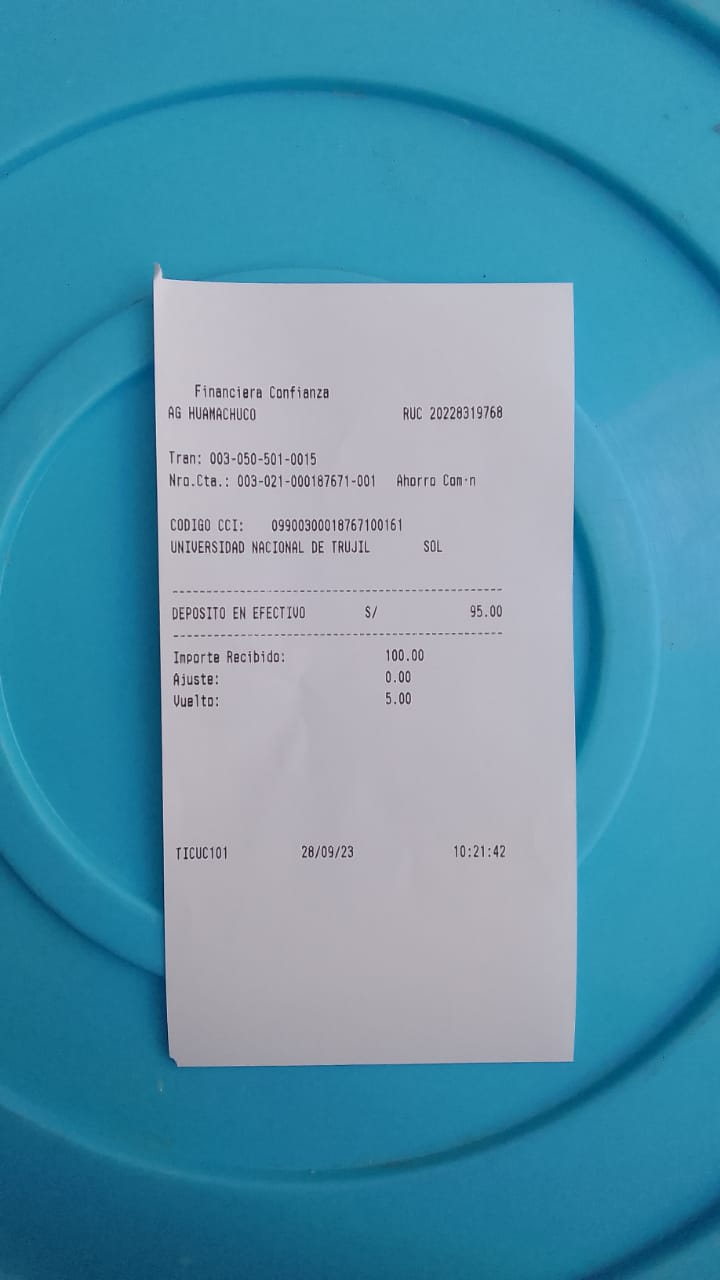 Financiera Confianza
AG HUAMACHUCO RUC 20228319768
Tran: 003-050-501-0015
Nro.Cta.: 003-021-000187671-001 Ahorro Com·n
CODIGO CCI: 09900300018767100161
UNIVERSIDAD NACIONAL DE TRUJIL SOL
DEPOSITO EN EFECTIVO S/ 95.00
Importe Recibido: 100.00
Ajuste: 0.00
Vuelto: 5.00
TICUC101 28/09/23 10:21:42